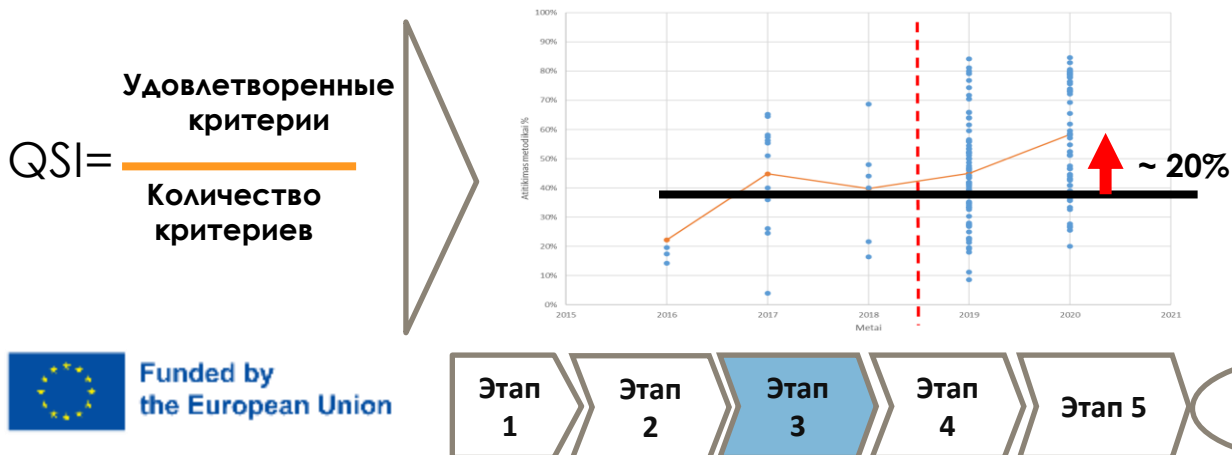 QSI=
Удовлетворенные
критерии
Количество
критериев
100%
90%
80%
70%
60%
50%
40%
30%
20%
10%
0%
Atitikimas metodikai %
2015
2016
2017
2018
2019
2020
2021
Metai
~ 20%
Funded by
the European Union
Этап
1
Этап
2
Этап
3
Этап
4
Этап 5